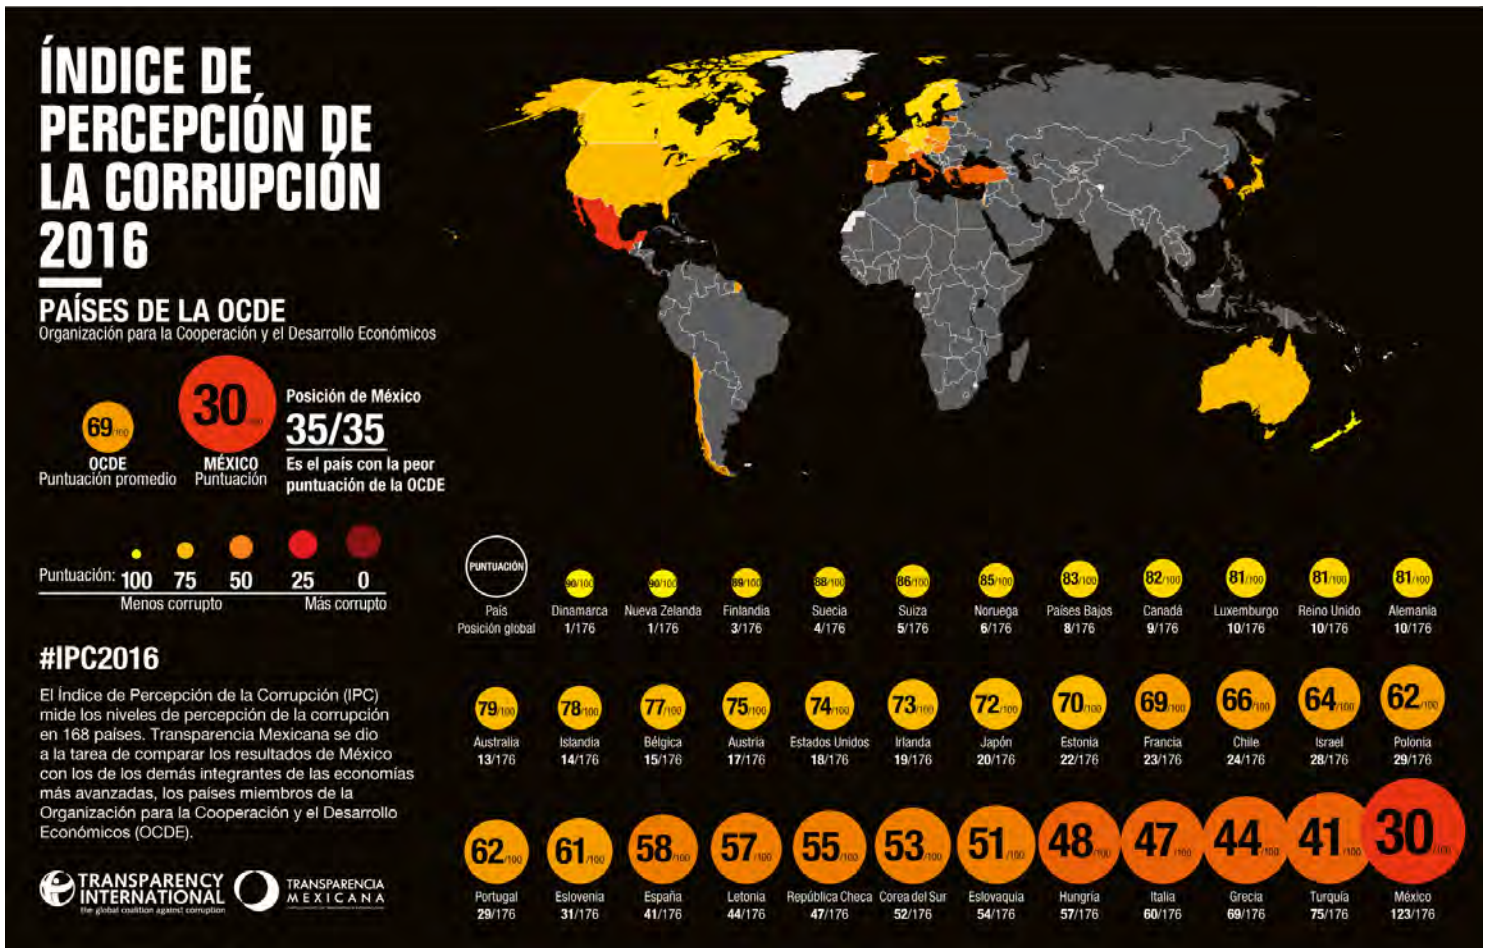 ÍNDICE DE
PERCEPCIÓN DE
LA CORRUPCIÓN
2016
PAÍSES DE LA OCDE
Organización para la Cooperación y el Desarrollo Económicos
69/100
OCDE
Puntuación promedio
30/100
MÉXICO
Puntuación
Posición de México
35/35
Es el país con la peor
puntuación de la OCDE
Puntuación: 100 75 50 25 0
Menos corrupto Más corrupto
#IPC2016
El Índice de Percepción de la Corrupción (IPC)
mide los niveles de percepción de la corrupción
en 168 países. Transparencia Mexicana se dio
a la tarea de comparar los resultados de México
con los de los demás integrantes de las economías
más avanzadas, los países miembros de la
Organización para la Cooperación y el Desarrollo
Económicos (OCDE).
TRANSPARENCY
INTERNATIONAL
the global coalition against corruption
TRANSPARENCIA
MEXICANA
PUNTUACIÓN 90/100 90/100 89/100 88/100 86/100 85/100 83/100 82/100 81/100 81/100 81/100
País Dinamarca Nueva Zelanda Finlandia Suecia Suiza Noruega Países Bajos Canadá Luxemburgo Reino Unido Alemania
Posición global 1/176 1/176 3/176 4/176 5/176 6/176 8/176 9/176 10/176 10/176 10/176
79/100 78/100 77/100 75/100 74/100 73/100 72/100 70/100 69/100 66/100 64/100 62/100
Australia Islandia Bélgica Austria Estados Unidos Irlanda Japón Estonia Francia Chile Israel Polonia
13/176 14/176 15/176 17/176 18/176 19/176 20/176 22/176 23/176 24/176 28/176 29/176
62/100 61/100 58/100 57/100 55/100 53/100 51/100 48/100 47/100 44/100 41/100 30/100
Portugal Eslovenia España Letonia República Checa Corea del Sur Eslovaquia Hungría Italia Grecia Turquía México
29/176 31/176 41/176 44/176 47/176 52/176 54/176 57/176 60/176 69/176 75/176 123/176